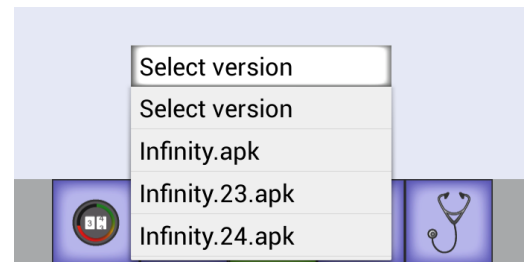 Select version
Select version
Infinity.apk
Infinity.23.apk
Infinity.24.apk